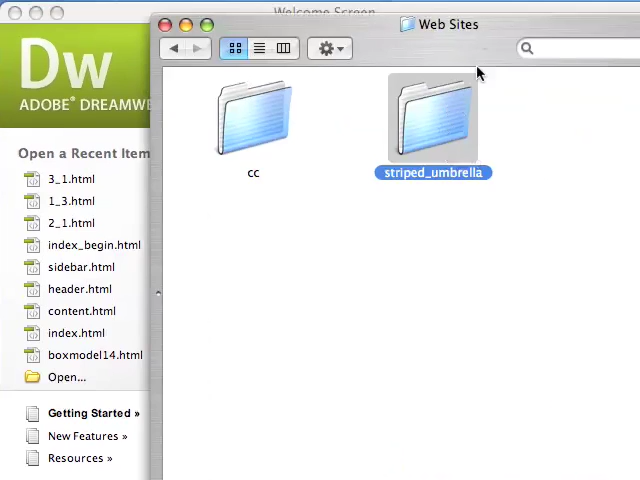 Welcome Screen
Web Sites
Dw
ADOBE® DREAMWE
Open a Recent Item
3_1.html
1_3.html
2_1.html
index_begin.html
sidebar.html
header.html
content.html
index.html
boxmodel14.html
Open...
Getting Started »
New Features »
Resources »
cc
striped_umbrella